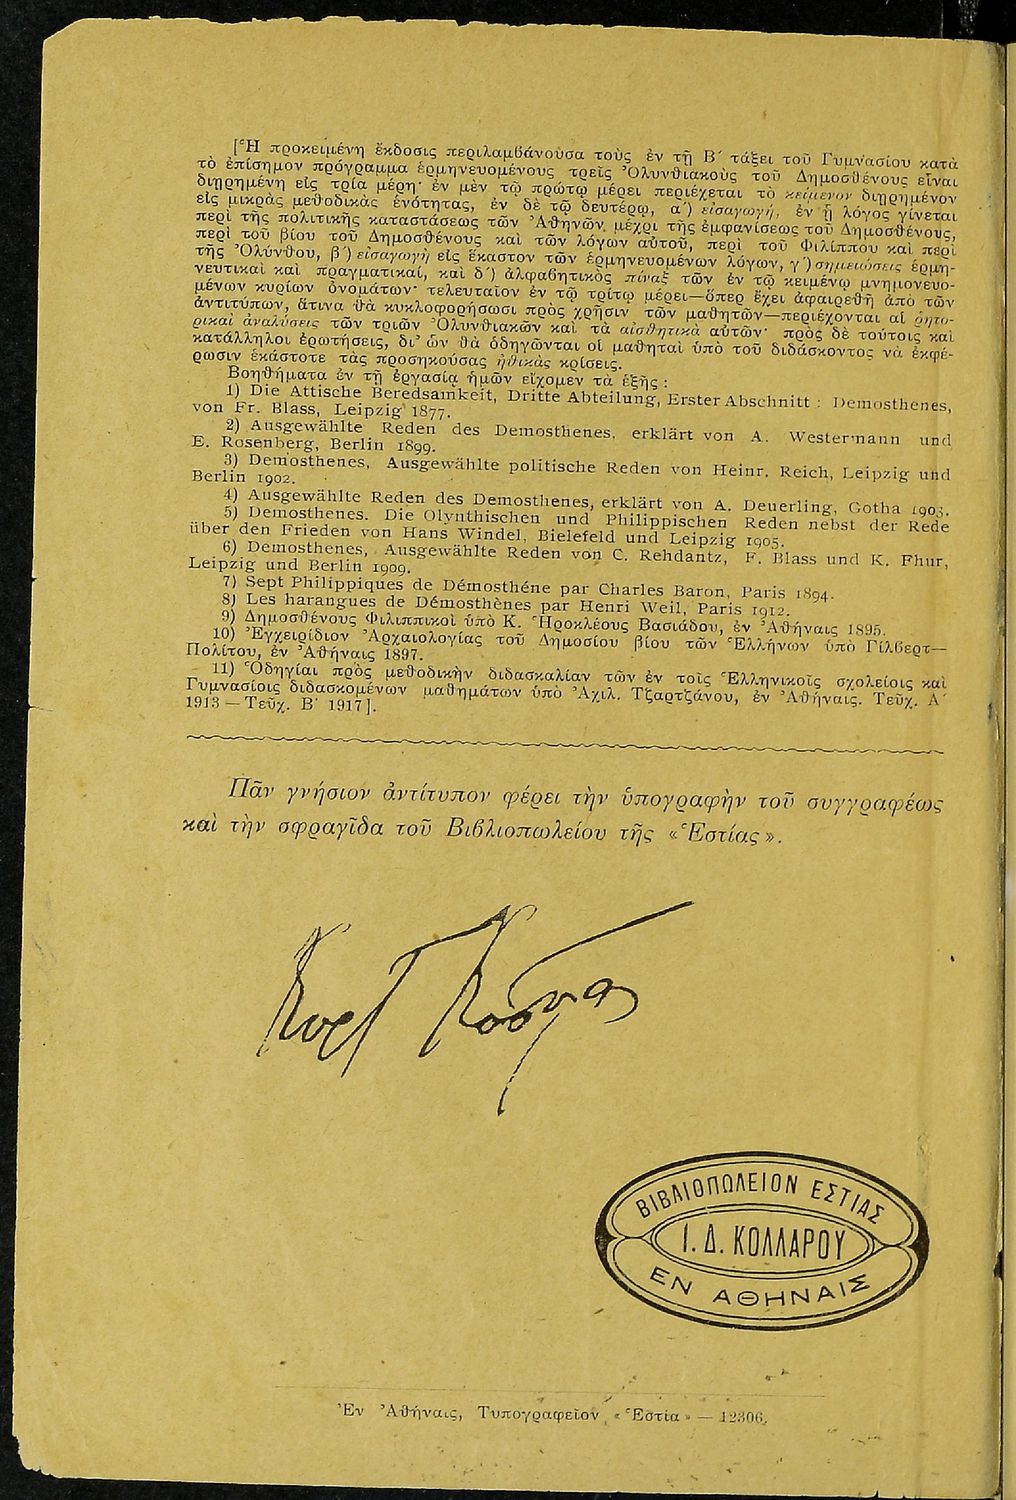 [Ἡ προκειμένη ἔκδοσις περιλαμβάνουσα τοὺς ἐν τῇ Β΄ τάξει τοῦ Γυμνασίου κατὰ
τὸ ἐπίσημον πρόγραμμα ἑρμηνευομένους τρεῖς Ὀλυνθιακοὺς τοῦ Δημοσθένους εἶναι
διῃρημένη εἰς τρία μέρη· ἐν μὲν τῷ πρώτῳ μέρει περιέχεται τὸ κείμενον διῃρημένον
εἰς μικρὰς μεθοδικὰς ἑνότητας, ἐν δὲ τῷ δευτέρῳ, α΄) εἰσαγωγή, ἐν ᾗ λόγος γίνεται
περὶ τῆς πολιτικῆς καταστάσεως τῶν Ἀθηνῶν μέχρι τῆς ἐμφανίσεως τοῦ Δημοσθένους,
περὶ τοῦ βίου τοῦ Δημοσθένους καὶ τῶν λόγων αὐτοῦ, περὶ τοῦ Φιλίππου καὶ περὶ
τῆς Ὀλύνθου, β΄) εἰσαγωγὴ εἰς ἕκαστον τῶν ἑρμηνευομένων λόγων, γ΄) σημειώσεις ἑρμη-
νευτικαὶ καὶ πραγματικαί, καὶ δ΄) ἀλφαβητικὸς πίναξ τῶν ἐν τῷ κειμένῳ μνημονευο-
μένων κυρίων ὀνομάτων· τελευταῖον ἐν τῷ τρίτῳ μέρει—ὅπερ ἔχει ἀφαιρεθῆ ἀπὸ τῶν
ἀντιτύπων, ἅτινα θὰ κυκλοφορήσωσι πρὸς χρῆσιν τῶν μαθητῶν—περιέχονται αἱ ῥητο-
ρικαὶ ἀναλύσεις τῶν τριῶν Ὀλυνθιακῶν καὶ τὰ αἰσθητικὰ αὐτῶν· πρὸς δὲ τούτοις καὶ
κατάλληλοι ἐρωτήσεις, δι' ὧν θὰ ὁδηγῶνται οἱ μαθηταὶ ὑπὸ τοῦ διδάσκοντος νὰ ἐκφέ-
ρωσιν ἑκάστοτε τὰς προσηκούσας ἠθικὰς κρίσεις.
Βοηθήματα ἐν τῇ ἐργασίᾳ ἡμῶν εἴχομεν τὰ ἑξῆς :
1) Die Attische Beredsamkeit, Dritte Abteilung, Erster Abschnitt : Demosthenes,
von Fr. Blass, Leipzig 1877.
2) Ausgewählte Reden des Demosthenes, erklärt von A. Westermann und
E. Rosenberg, Berlin 1899.
3) Demosthenes, Ausgewählte politische Reden von Heinr. Reich, Leipzig und
Berlin 1902.
4) Ausgewählte Reden des Demosthenes, erklärt von A. Deuerling, Gotha 1903.
5) Demosthenes. Die Olynthischen und Philippischen Reden nebst der Rede
über den Frieden von Hans Windel, Bielefeld und Leipzig 1905.
6) Demosthenes, Ausgewählte Reden von C. Rehdantz, F. Blass und K. Fhur,
Leipzig und Berlin 1909.
7) Sept Philippiques de Démosthéne par Charles Baron, Paris 1894.
8) Les harangues de Démosthènes par Henri Weil, Paris 1912.
9) Δημοσθένους Φιλιππικοὶ ὑπὸ Κ. Ἡροκλέους Βασιάδου, ἐν Ἀθήναις 1895.
10) Ἐγχειρίδιον Ἀρχαιολογίας τοῦ Δημοσίου βίου τῶν Ἑλλήνων ὑπὸ Γίλβερτ—
Πολίτου, ἐν Ἀθήναις 1897.
11) Ὁδηγίαι πρὸς μεθοδικὴν διδασκαλίαν τῶν ἐν τοῖς Ἑλληνικοῖς σχολείοις καὶ
Γυμνασίοις διδασκομένων μαθημάτων ὑπὸ Ἀχιλ. Τζαρτζάνου, ἐν Ἀθήναις. Τεῦχ. Α΄
1913 — Τεῦχ. Β΄ 1917].
Πᾶν γνήσιον ἀντίτυπον φέρει τὴν ὑπογραφὴν τοῦ συγγραφέως
καὶ τὴν σφραγῖδα τοῦ Βιβλιοπωλείου τῆς «Ἑστίας».
ΒΙΒΛΙΟΠΩΛΕΙΟΝ ΕΣΤΙΑΣ
Ι. Δ. ΚΟΛΛΑΡΟΥ
ΕΝ ΑΘΗΝΑΙΣ
Ἐν Ἀθήναις, Τυπογραφεῖον «Ἑστία» — 12306.